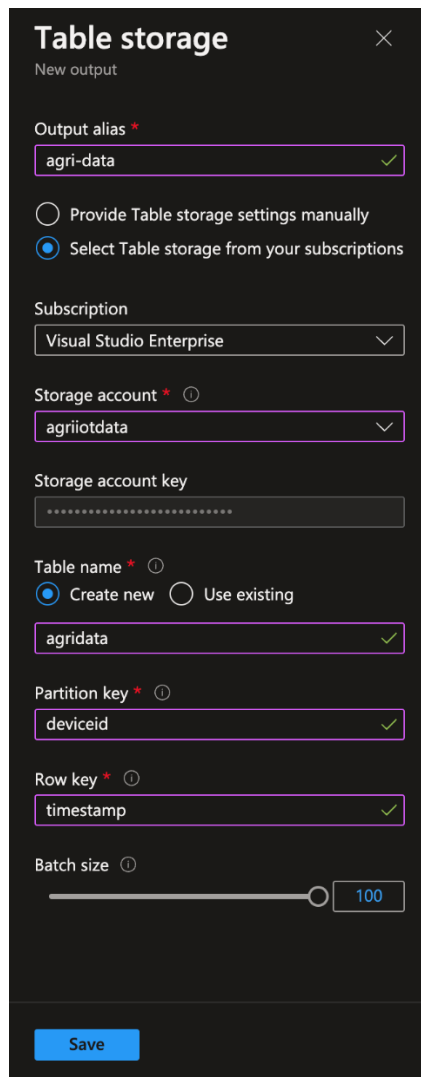 Table storage
New output
Output alias *
agri-data
Provide Table storage settings manually
Select Table storage from your subscriptions
Subscription
Visual Studio Enterprise
Storage account *
agriiotdata
Storage account key
•••••••••••••••••••••••••••
Table name *
Create new Use existing
agridata
Partition key *
deviceid
Row key *
timestamp
Batch size
100
Save